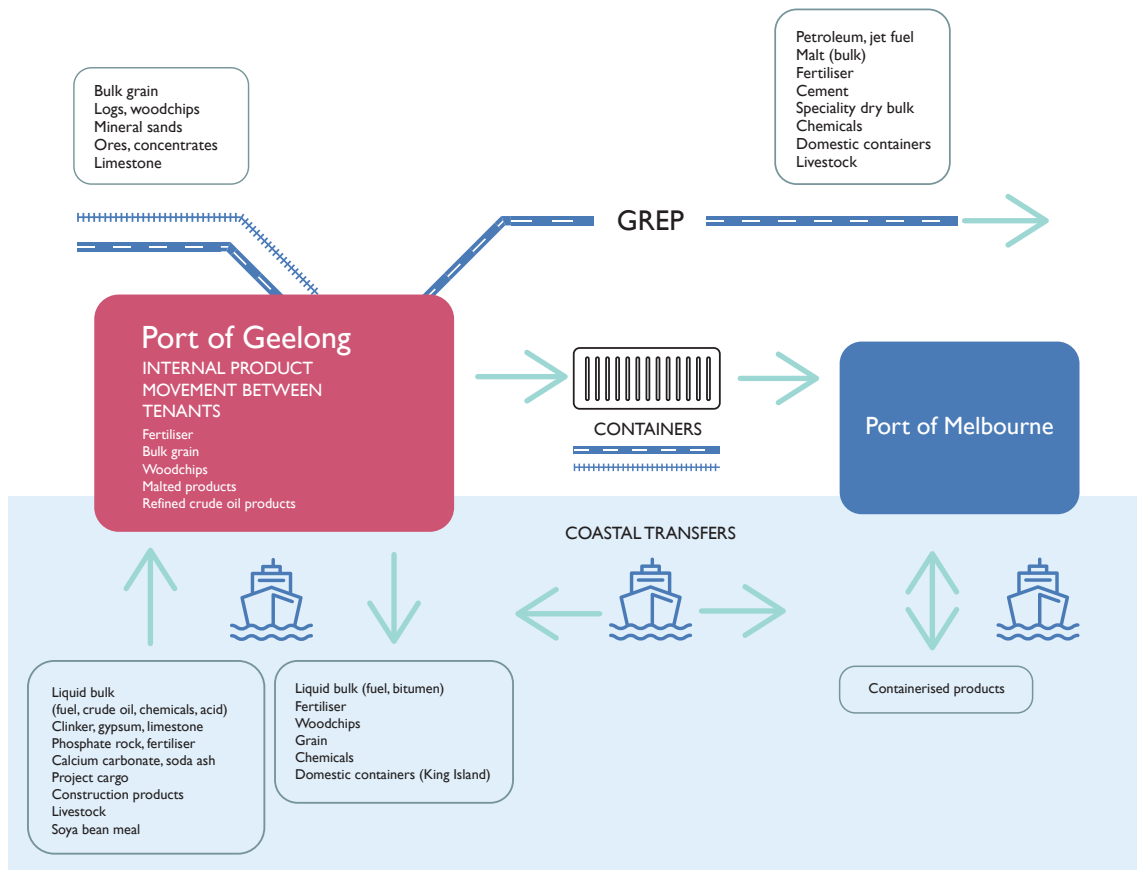 Bulk grain
Logs, woodchips
Mineral sands
Ores, concentrates
Limestone
Petroleum, jet fuel
Malt (bulk)
Fertiliser
Cement
Speciality dry bulk
Chemicals
Domestic containers
Livestock
GREP
Port of Geelong
INTERNAL PRODUCT
MOVEMENT BETWEEN
TENANTS
Fertiliser
Bulk grain
Woodchips
Malted products
Refined crude oil products
CONTAINERS
Port of Melbourne
COASTAL TRANSFERS
Liquid bulk
(fuel, crude oil, chemicals, acid)
Clinker, gypsum, limestone
Phosphate rock, fertiliser
Calcium carbonate, soda ash
Project cargo
Construction products
Livestock
Soya bean meal
Liquid bulk (fuel, bitumen)
Fertiliser
Woodchips
Grain
Chemicals
Domestic containers (King Island)
Containerised products